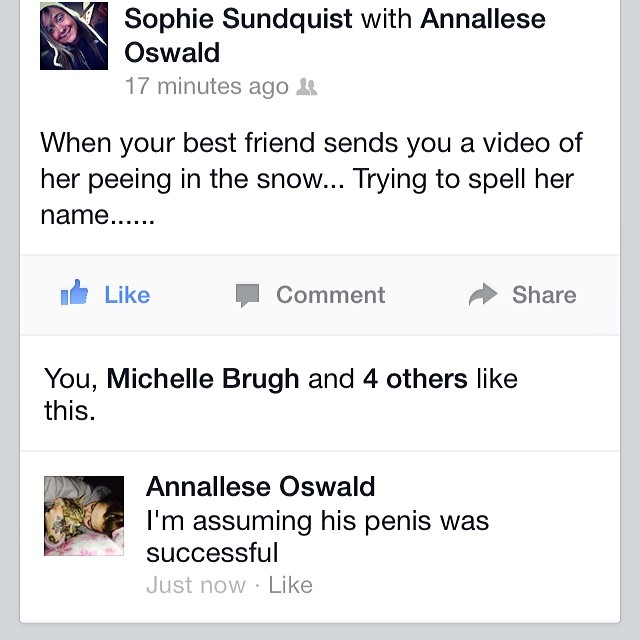 Sophie Sundquist with Annallese
Oswald
17 minutes ago
When your best friend sends you a video of
her peeing in the snow... Trying to spell her
name......
Like Comment Share
You, Michelle Brugh and 4 others like
this.
Annallese Oswald
I'm assuming his penis was
successful
Just now · Like